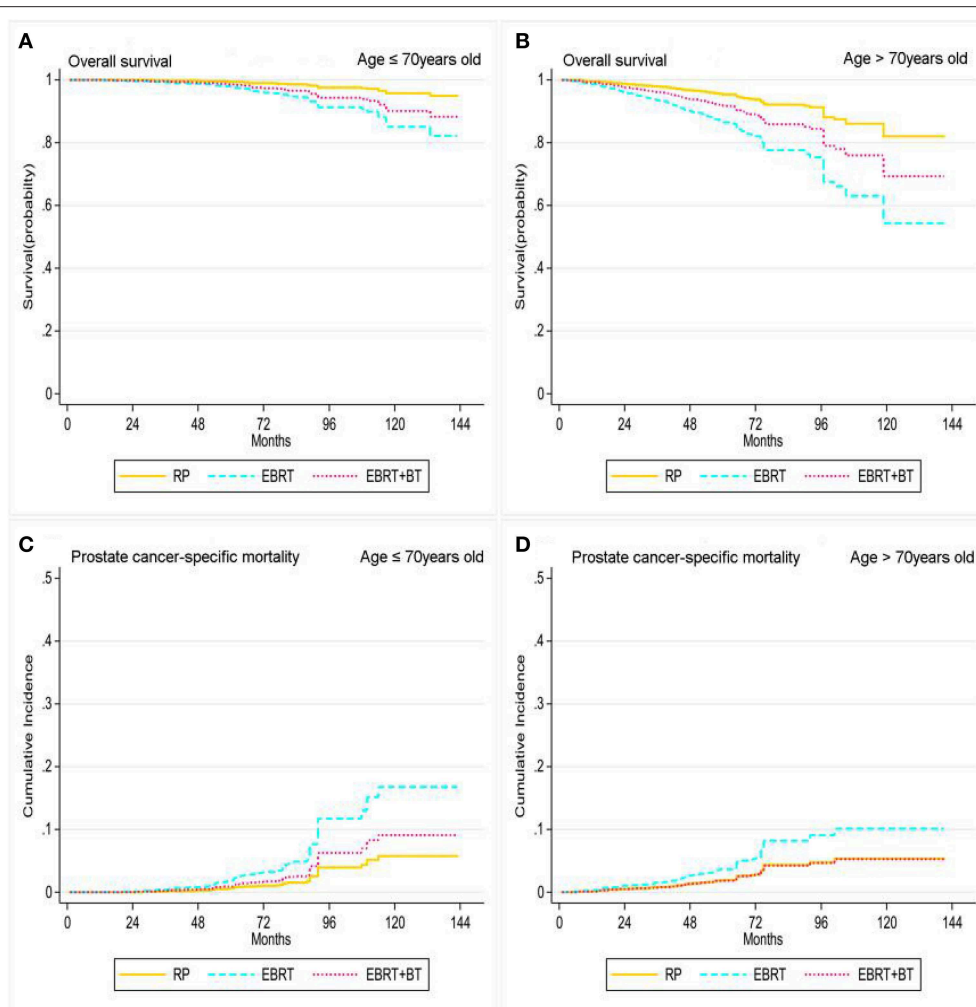 A
Overall survival
Age ≤ 70years old
Survival(probabilty)
1
.8
.6
.4
.2
0
0 24 48 72 96 120 144
Months
RP EBRT EBRT+BT
B
Overall survival
Age > 70years old
Survival(probabilty)
1
.8
.6
.4
.2
0
0 24 48 72 96 120 144
Months
RP EBRT EBRT+BT
C
Prostate cancer-specific mortality
Age ≤ 70years old
Cumulative Incidence
.5
.4
.3
.2
.1
0
0 24 48 72 96 120 144
Months
RP EBRT EBRT+BT
D
Prostate cancer-specific mortality
Age > 70years old
Cumulative Incidence
.5
.4
.3
.2
.1
0
0 24 48 72 96 120 144
Months
RP EBRT EBRT+BT